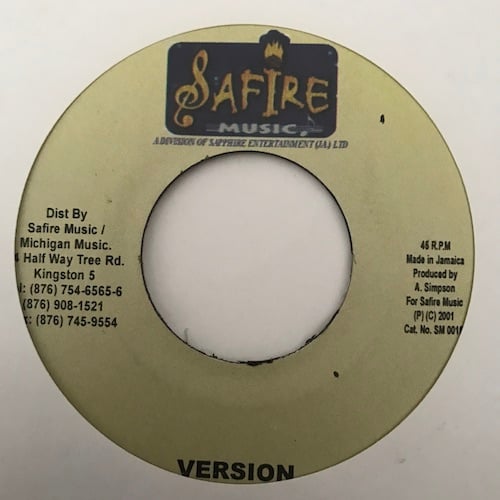 SAFIRE
MUSIC,
A DIVISION OF SAPPHIRE ENTERTAINMENT (JA) LTD
Dist By
Safire Music /
Michigan Music.
4 Half Way Tree Rd.
Kingston 5
l: (876) 754-6565-6
(876) 908-1521
x: (876) 745-9554
45 R.P.M
Made in Jamaica
Produced by
A. Simpson
For Safire Music
(P) (C) 2001
Cat. No. SM 001
VERSION